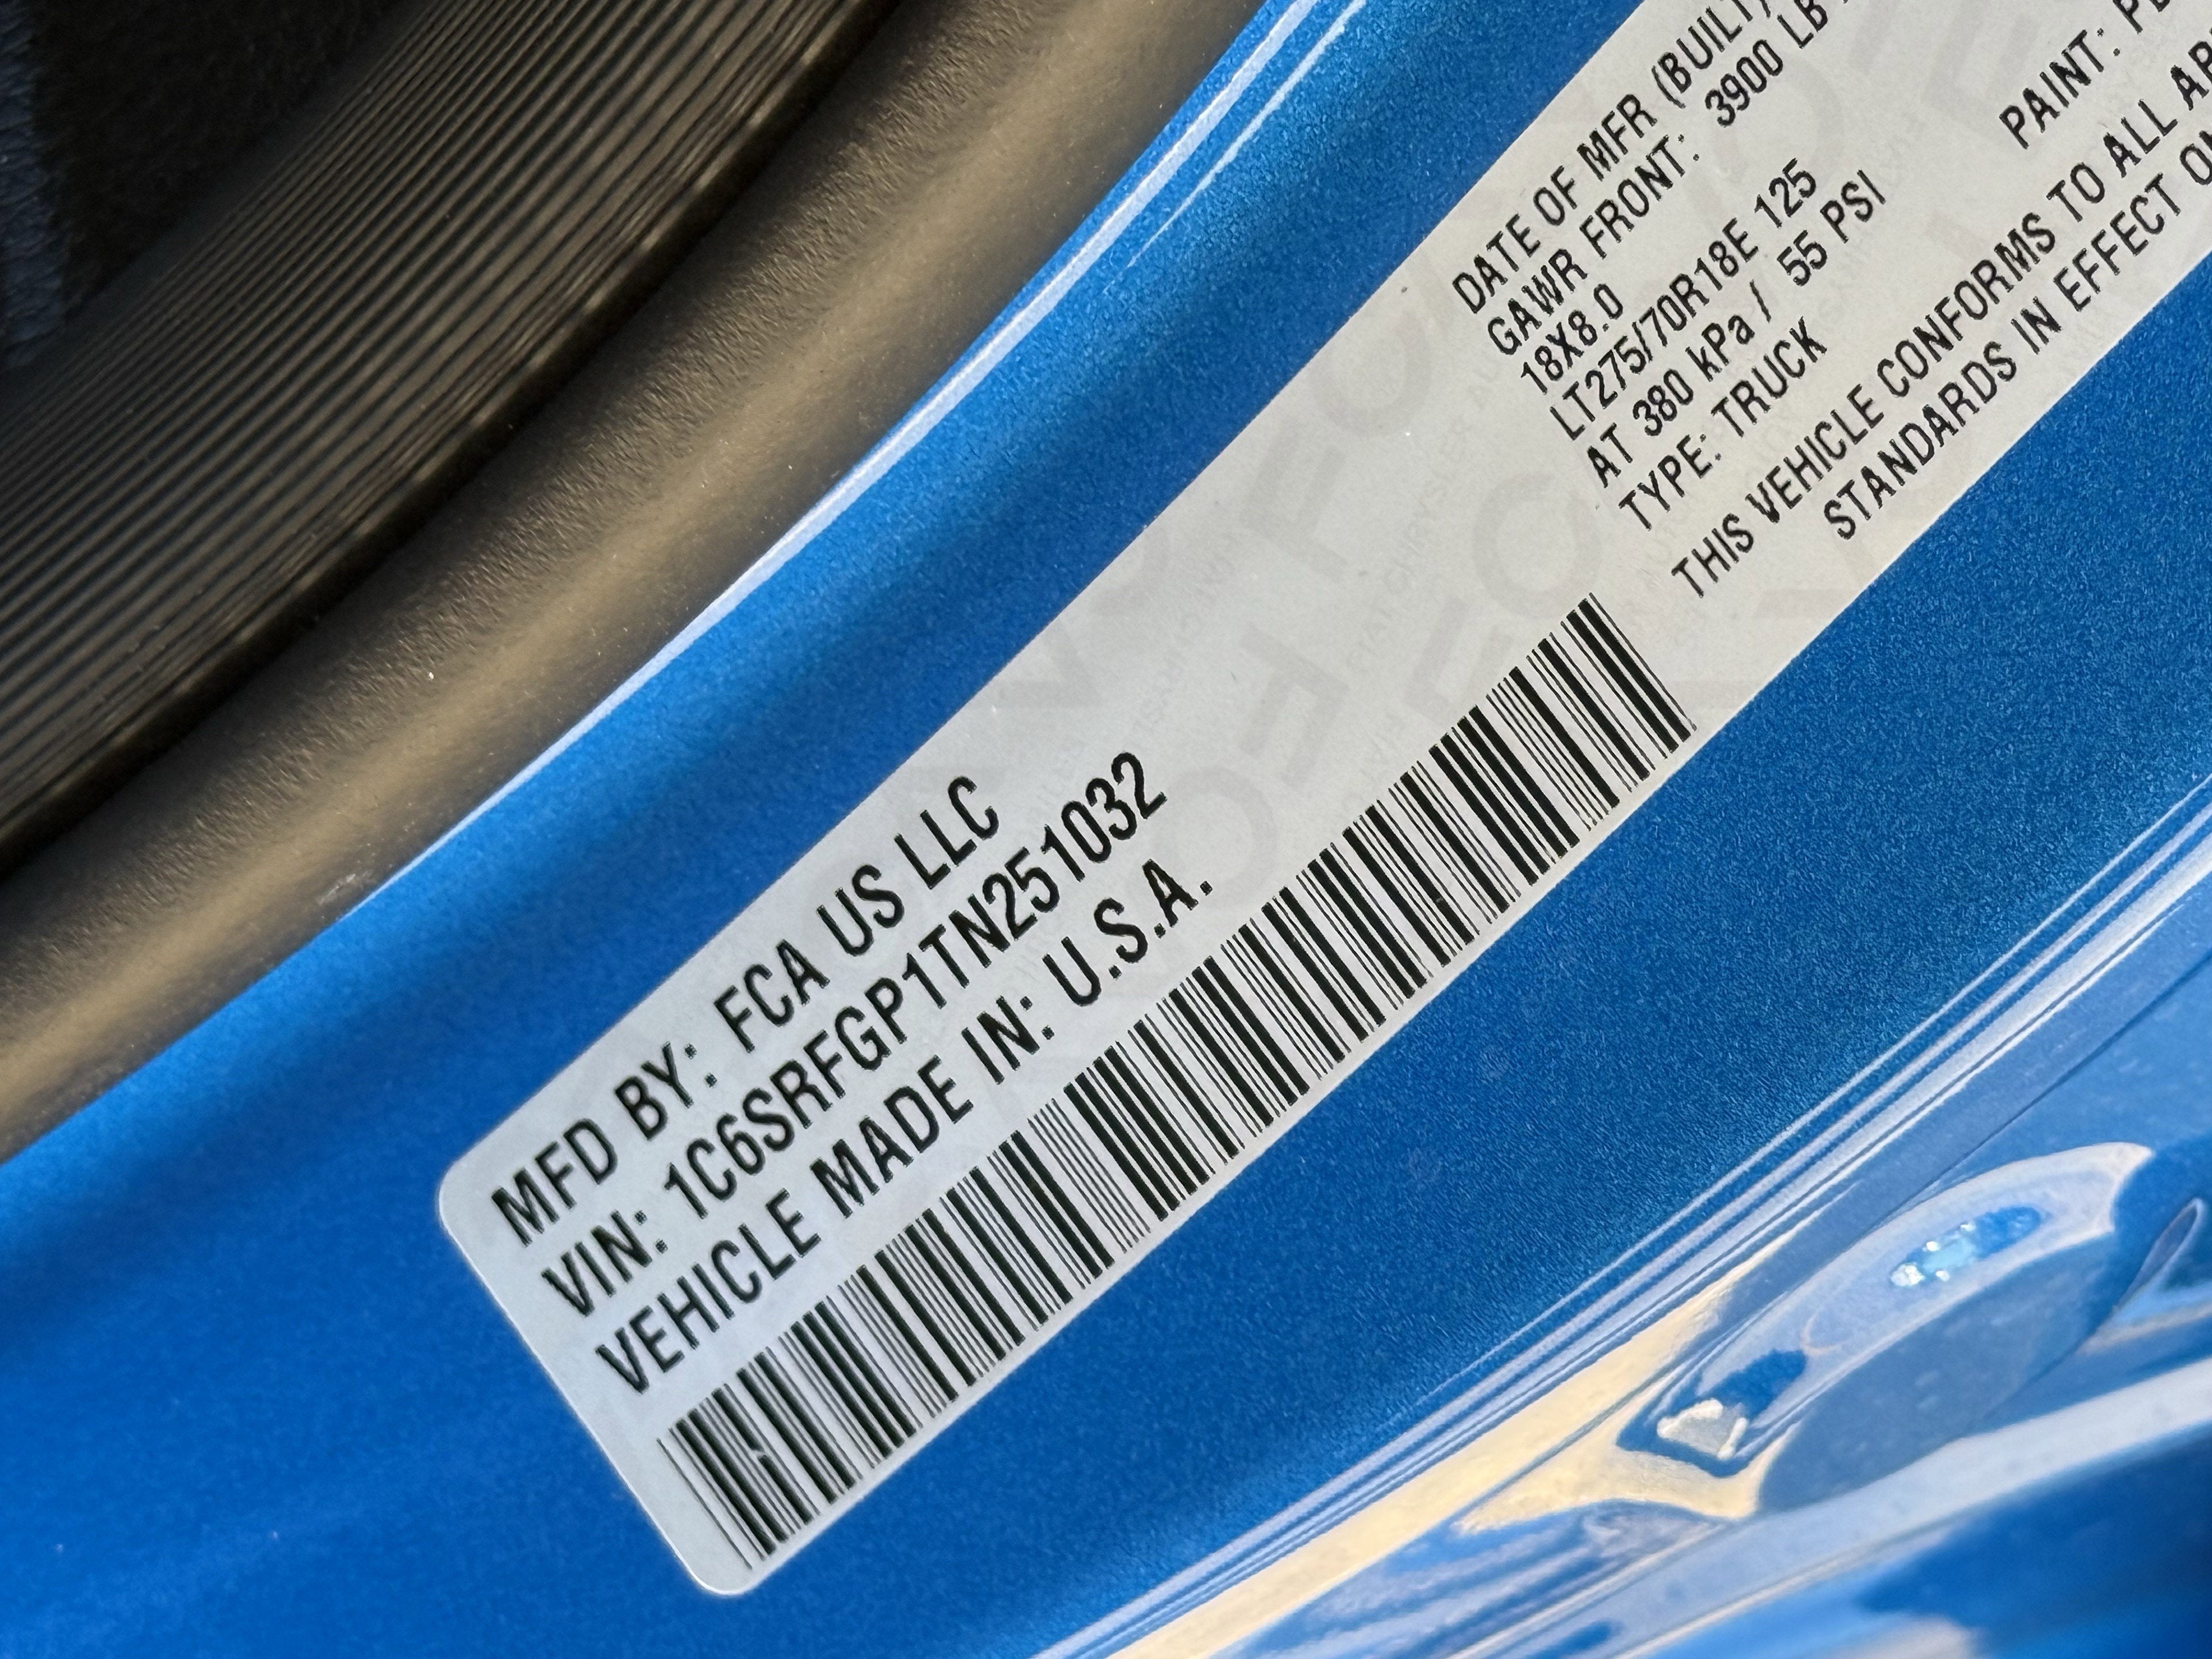 MFD BY: FCA US LLC
VIN: 1C6SRFGP1TN251032
VEHICLE MADE IN: U.S.A.
DATE OF MFR (BUILT)
GAWR FRONT: 3900 LB
18X8.0
LT275/70R18E 125
AT 380 kPa / 55 PSI
TYPE: TRUCK
PAINT:
THIS VEHICLE CONFORMS TO ALL
STANDARDS IN EFFECT